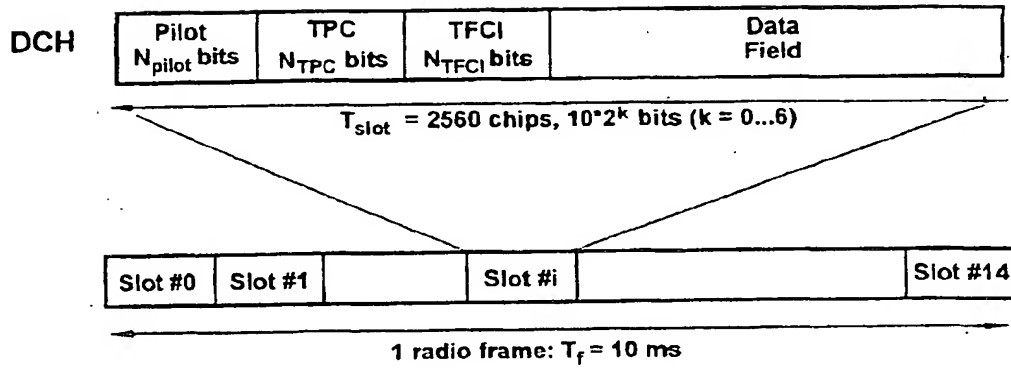 DCH
Pilot
N_pilot bits
TPC
N_TPC bits
TFCI
N_TFCI bits
Data
Field
T_slot = 2560 chips, 10*2^k bits (k = 0...6)
Slot #0
Slot #1
Slot #i
Slot #14
1 radio frame: T_f = 10 ms